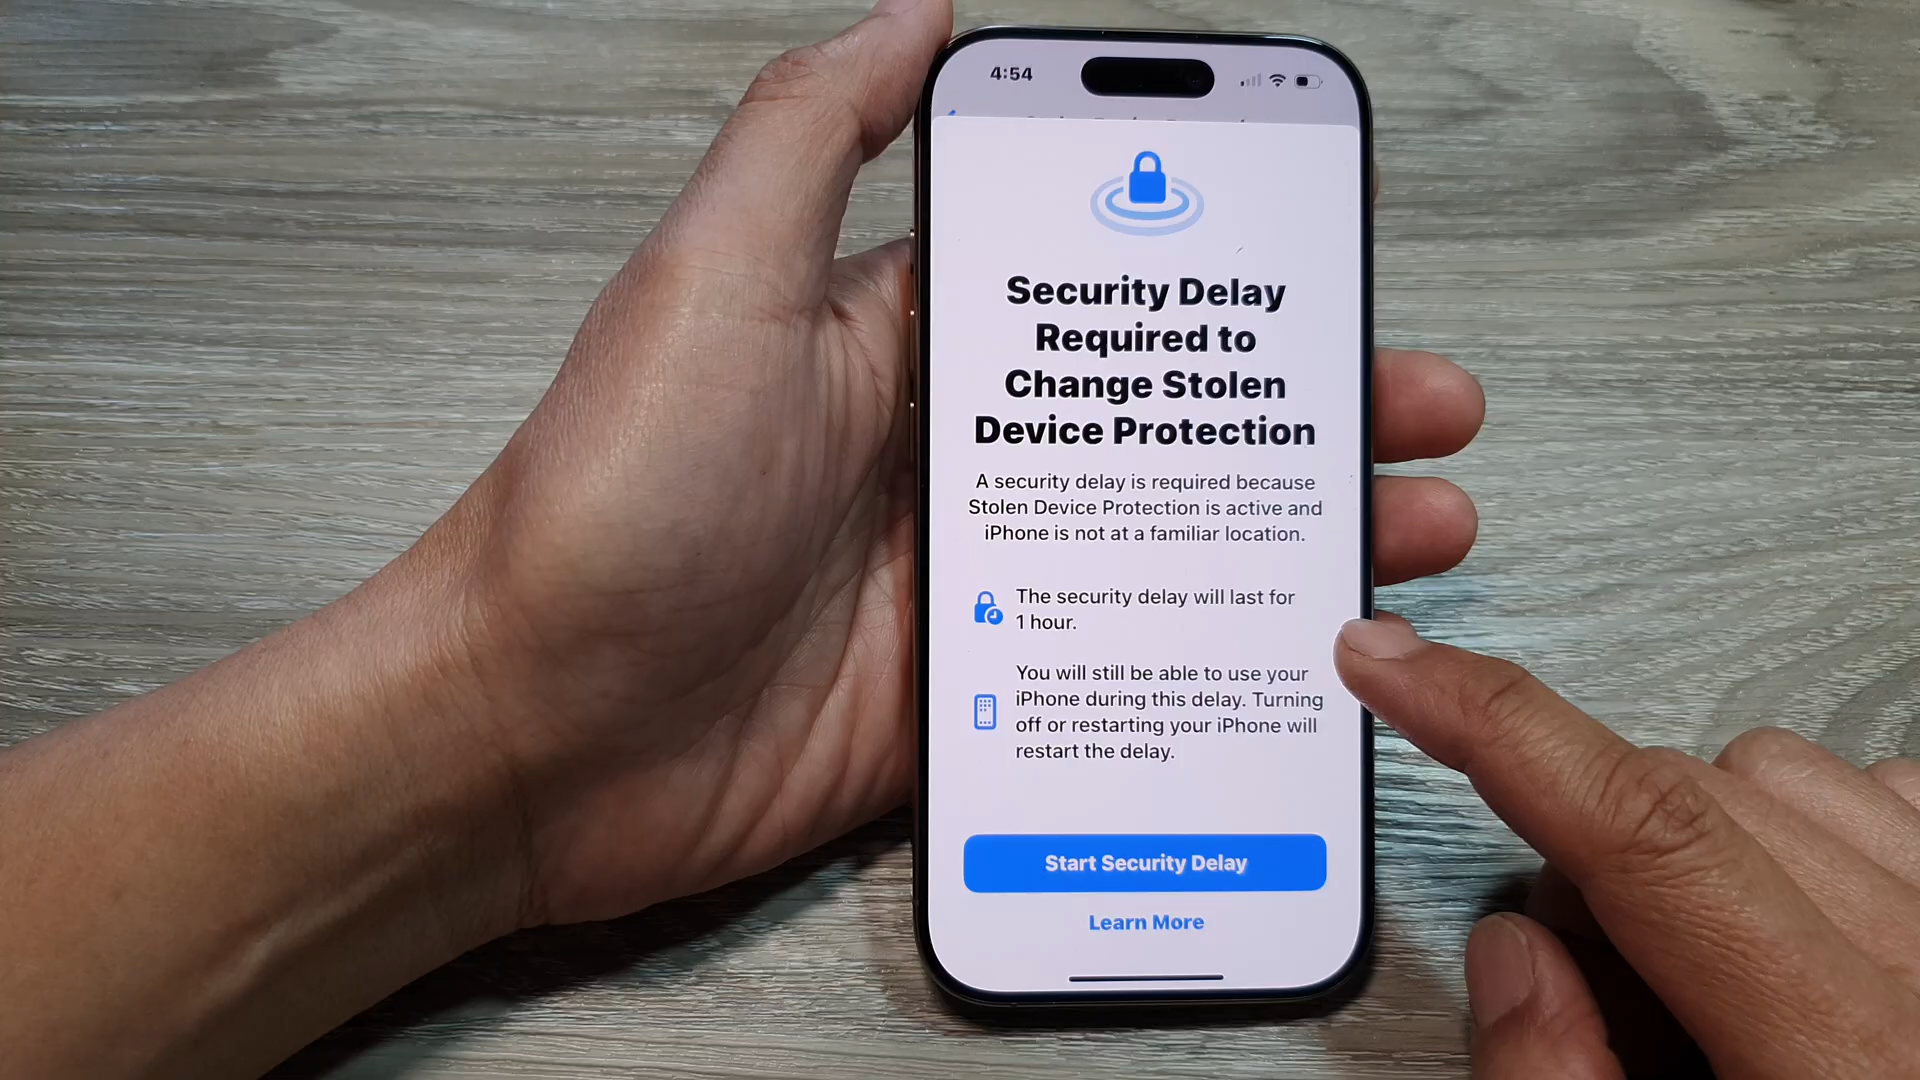 4:54
Security Delay
Required to
Change Stolen
Device Protection
A security delay is required because
Stolen Device Protection is active and
iPhone is not at a familiar location.
The security delay will last for
1 hour.
You will still be able to use your
iPhone during this delay. Turning
off or restarting your iPhone will
restart the delay.
Start Security Delay
Learn More